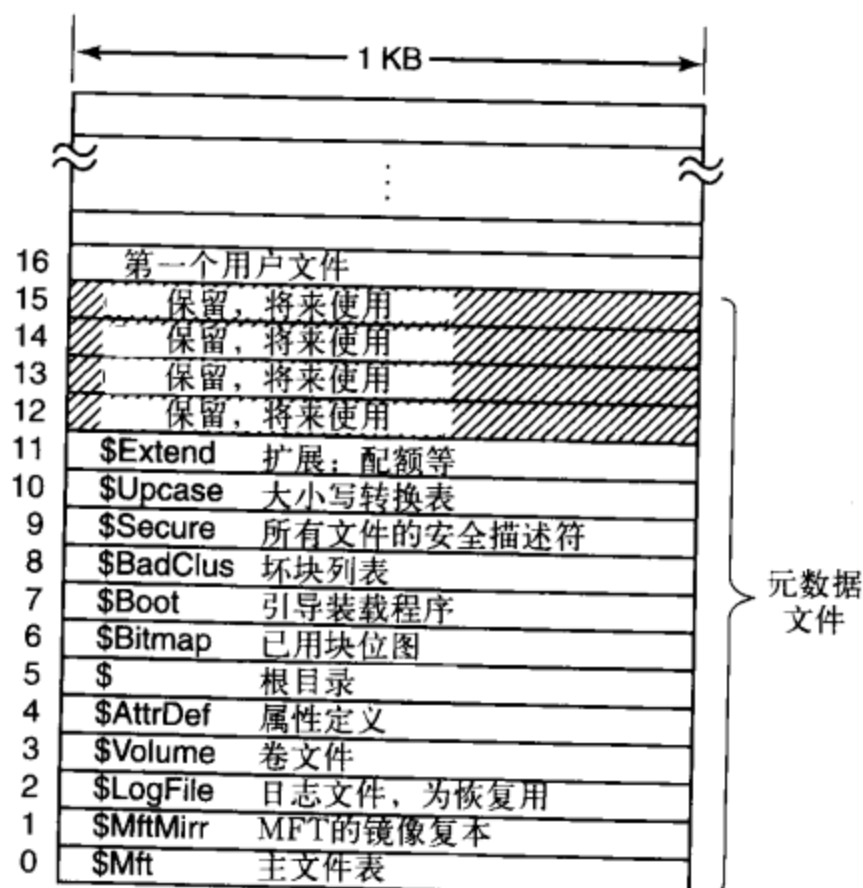 1 KB
16 第一个用户文件
15 保留，将来使用
14 保留，将来使用
13 保留，将来使用
12 保留，将来使用
11 $Extend 扩展：配额等
10 $Upcase 大小写转换表
9 $Secure 所有文件的安全描述符
8 $BadClus 坏块列表
7 $Boot 引导装载程序
6 $Bitmap 已用块位图
5 $ 根目录
4 $AttrDef 属性定义
3 $Volume 卷文件
2 $LogFile 日志文件，为恢复用
1 $MftMirr MFT的镜像复本
0 $Mft 主文件表
元数据
文件